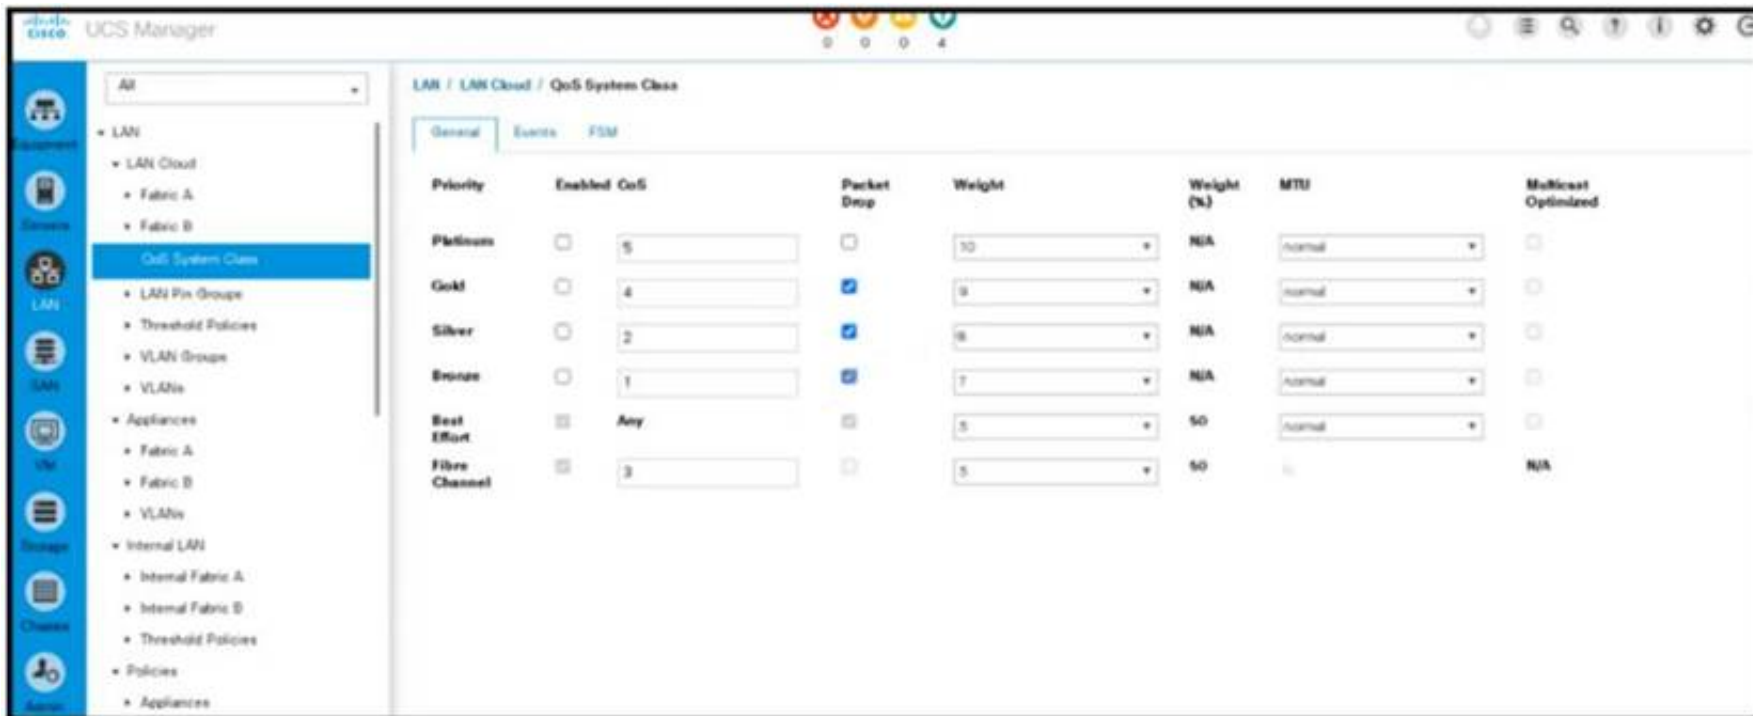 CISCO UCS Manager
0 0 0 4
All
LAN / LAN Cloud / QoS System Class
General Events FSM
Equipment
Servers
LAN
SAN
VM
Storage
Chassis
Admin
LAN
LAN Cloud
Fabric A
Fabric B
QoS System Class
LAN Pin Groups
Threshold Policies
VLAN Groups
VLANs
Appliances
Fabric A
Fabric B
VLANs
Internal LAN
Internal Fabric A
Internal Fabric B
Threshold Policies
Policies
Appliances
Priority Enabled CoS Packet Drop Weight Weight (%) MTU Multicast Optimized
Platinum 5 10 N/A normal
Gold 4 9 N/A normal
Silver 2 N/A normal
Bronze 1 7 N/A normal
Best Effort Any 5 50 normal
Fibre Channel 3 5 50 N/A